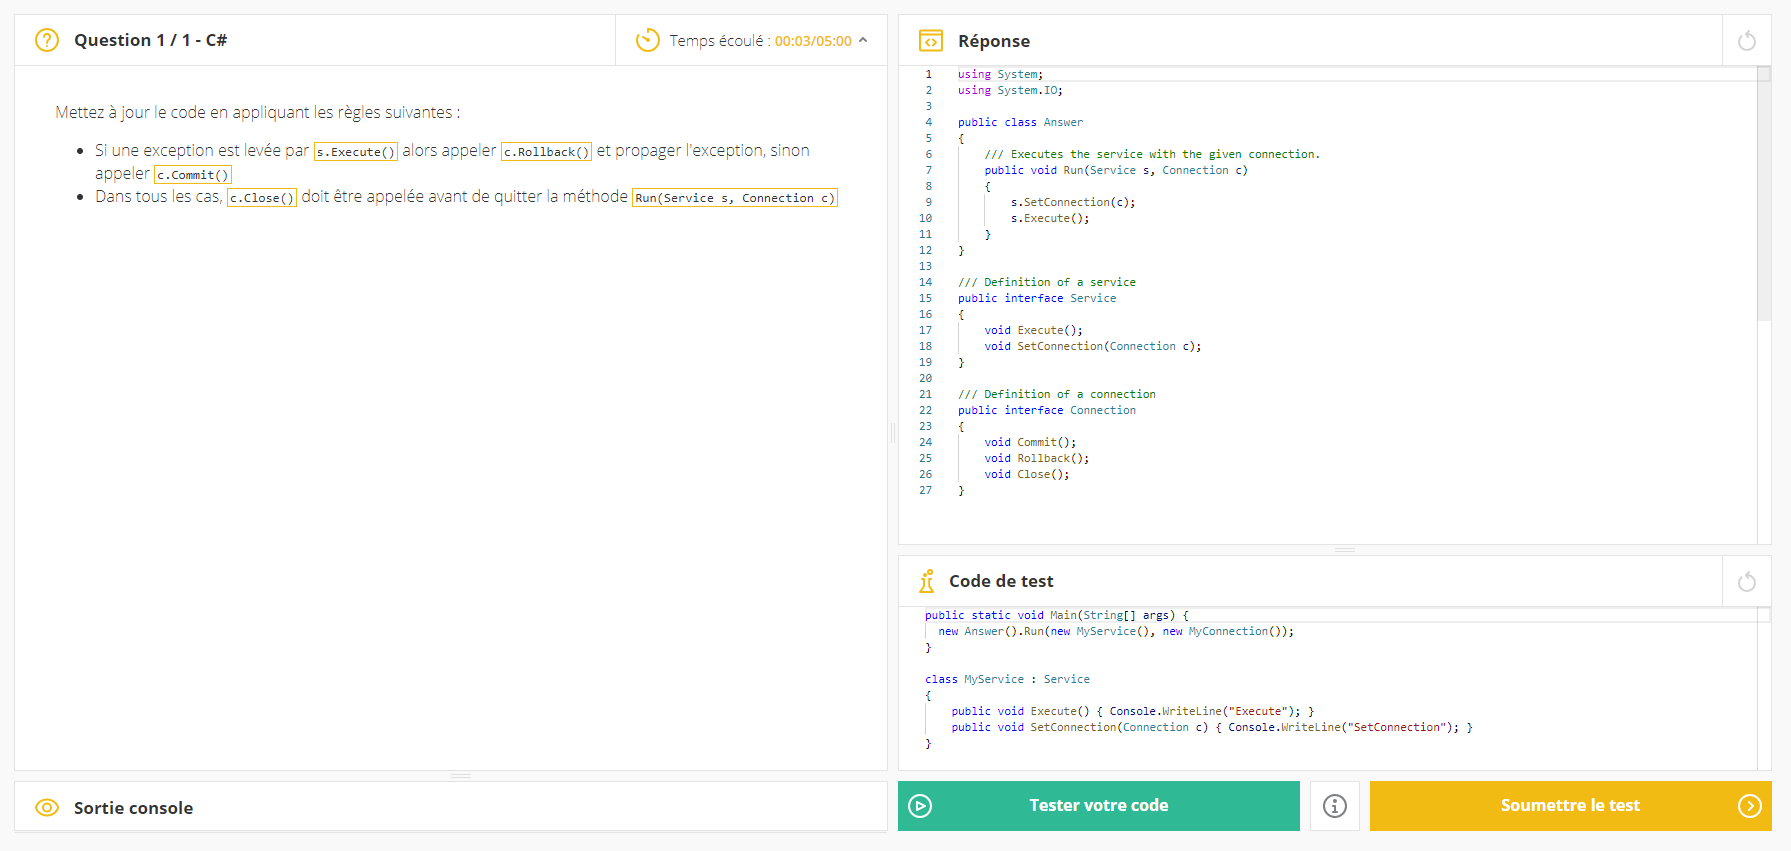 Question 1 / 1 - C#
Temps écoulé : 00:03/05:00
Mettez à jour le code en appliquant les règles suivantes :
Si une exception est levée par s.Execute() alors appeler c.Rollback() et propager l'exception, sinon
appeler c.Commit()
Dans tous les cas, c.Close() doit être appelée avant de quitter la méthode Run(Service s, Connection c)
Sortie console
Réponse
1 using System;
2 using System.IO;
3
4 public class Answer
5 {
6 /// Executes the service with the given connection.
7 public void Run(Service s, Connection c)
8 {
9 s.SetConnection(c);
10 s.Execute();
11 }
12 }
13
14 /// Definition of a service
15 public interface Service
16 {
17 void Execute();
18 void SetConnection(Connection c);
19 }
20
21 /// Definition of a connection
22 public interface Connection
23 {
24 void Commit();
25 void Rollback();
26 void Close();
27 }
Code de test
public static void Main(String[] args) {
new Answer().Run(new MyService(), new MyConnection());
}
class MyService : Service
{
public void Execute() { Console.WriteLine("Execute"); }
public void SetConnection(Connection c) { Console.WriteLine("SetConnection"); }
}
Tester votre code
Soumettre le test